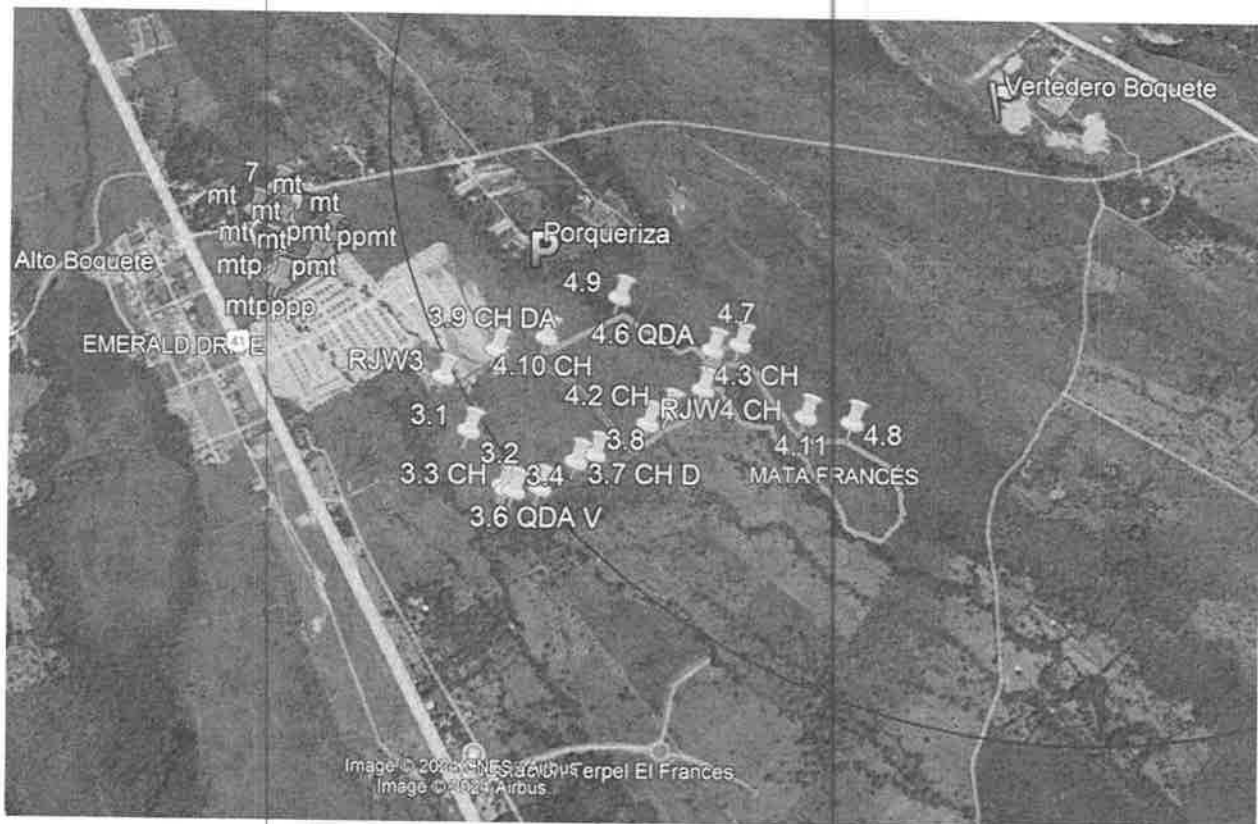 Vertedero Boquete
7
mt
mt
mt
mt
mt
mt
pmt
ppmt
Alto Boquete
mtp
pmt
mtpppp
Porqueriza
4.9
EMERALD DRIVE
41
3.9 CH DA
4.6 QDA
4.7
RJW3
4.10 CH
4.3 CH
4.2 CH
RJW4 CH
3.1
3.2
3.8
4.11
4.8
3.3 CH
3.4
3.7 CH D
MATA FRANCES
3.6 QDA V
Image © 2024 CNES / Airbus
Terpel El Frances
Image © 2024 Airbus